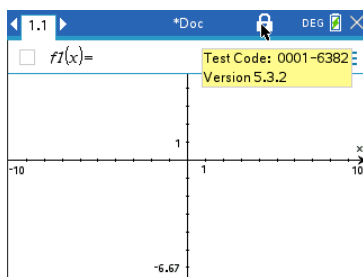 1.1 *Doc DEG
f1(x)=
Test Code: 0001-6382
Version 5.3.2
1
x
-10 1 10
-6.67